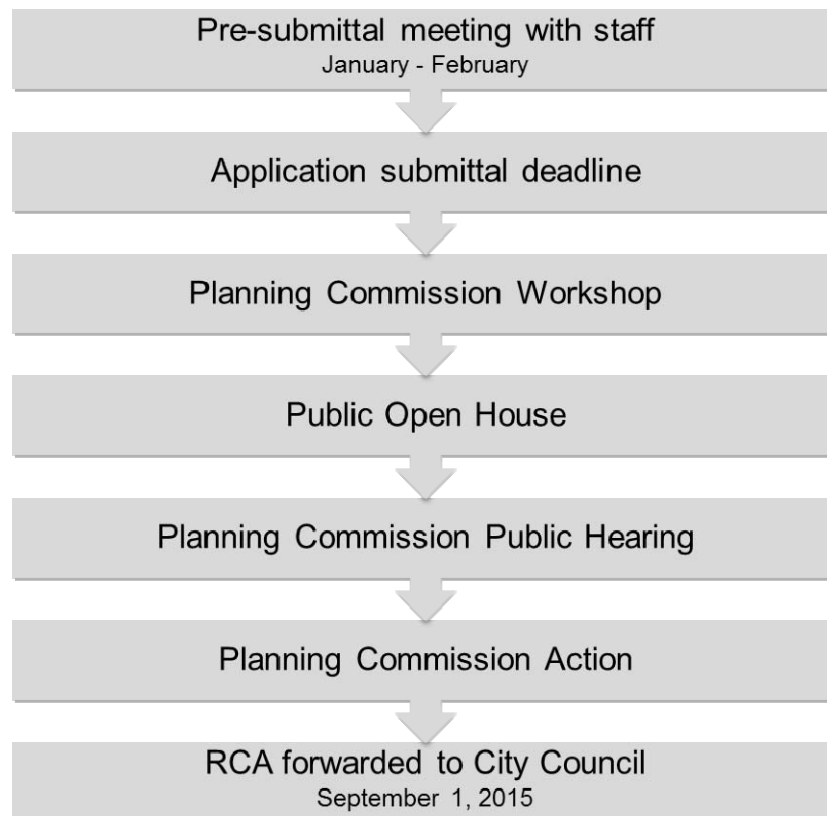 Pre-submittal meeting with staff
January - February
Application submittal deadline
Planning Commission Workshop
Public Open House
Planning Commission Public Hearing
Planning Commission Action
RCA forwarded to City Council
September 1, 2015